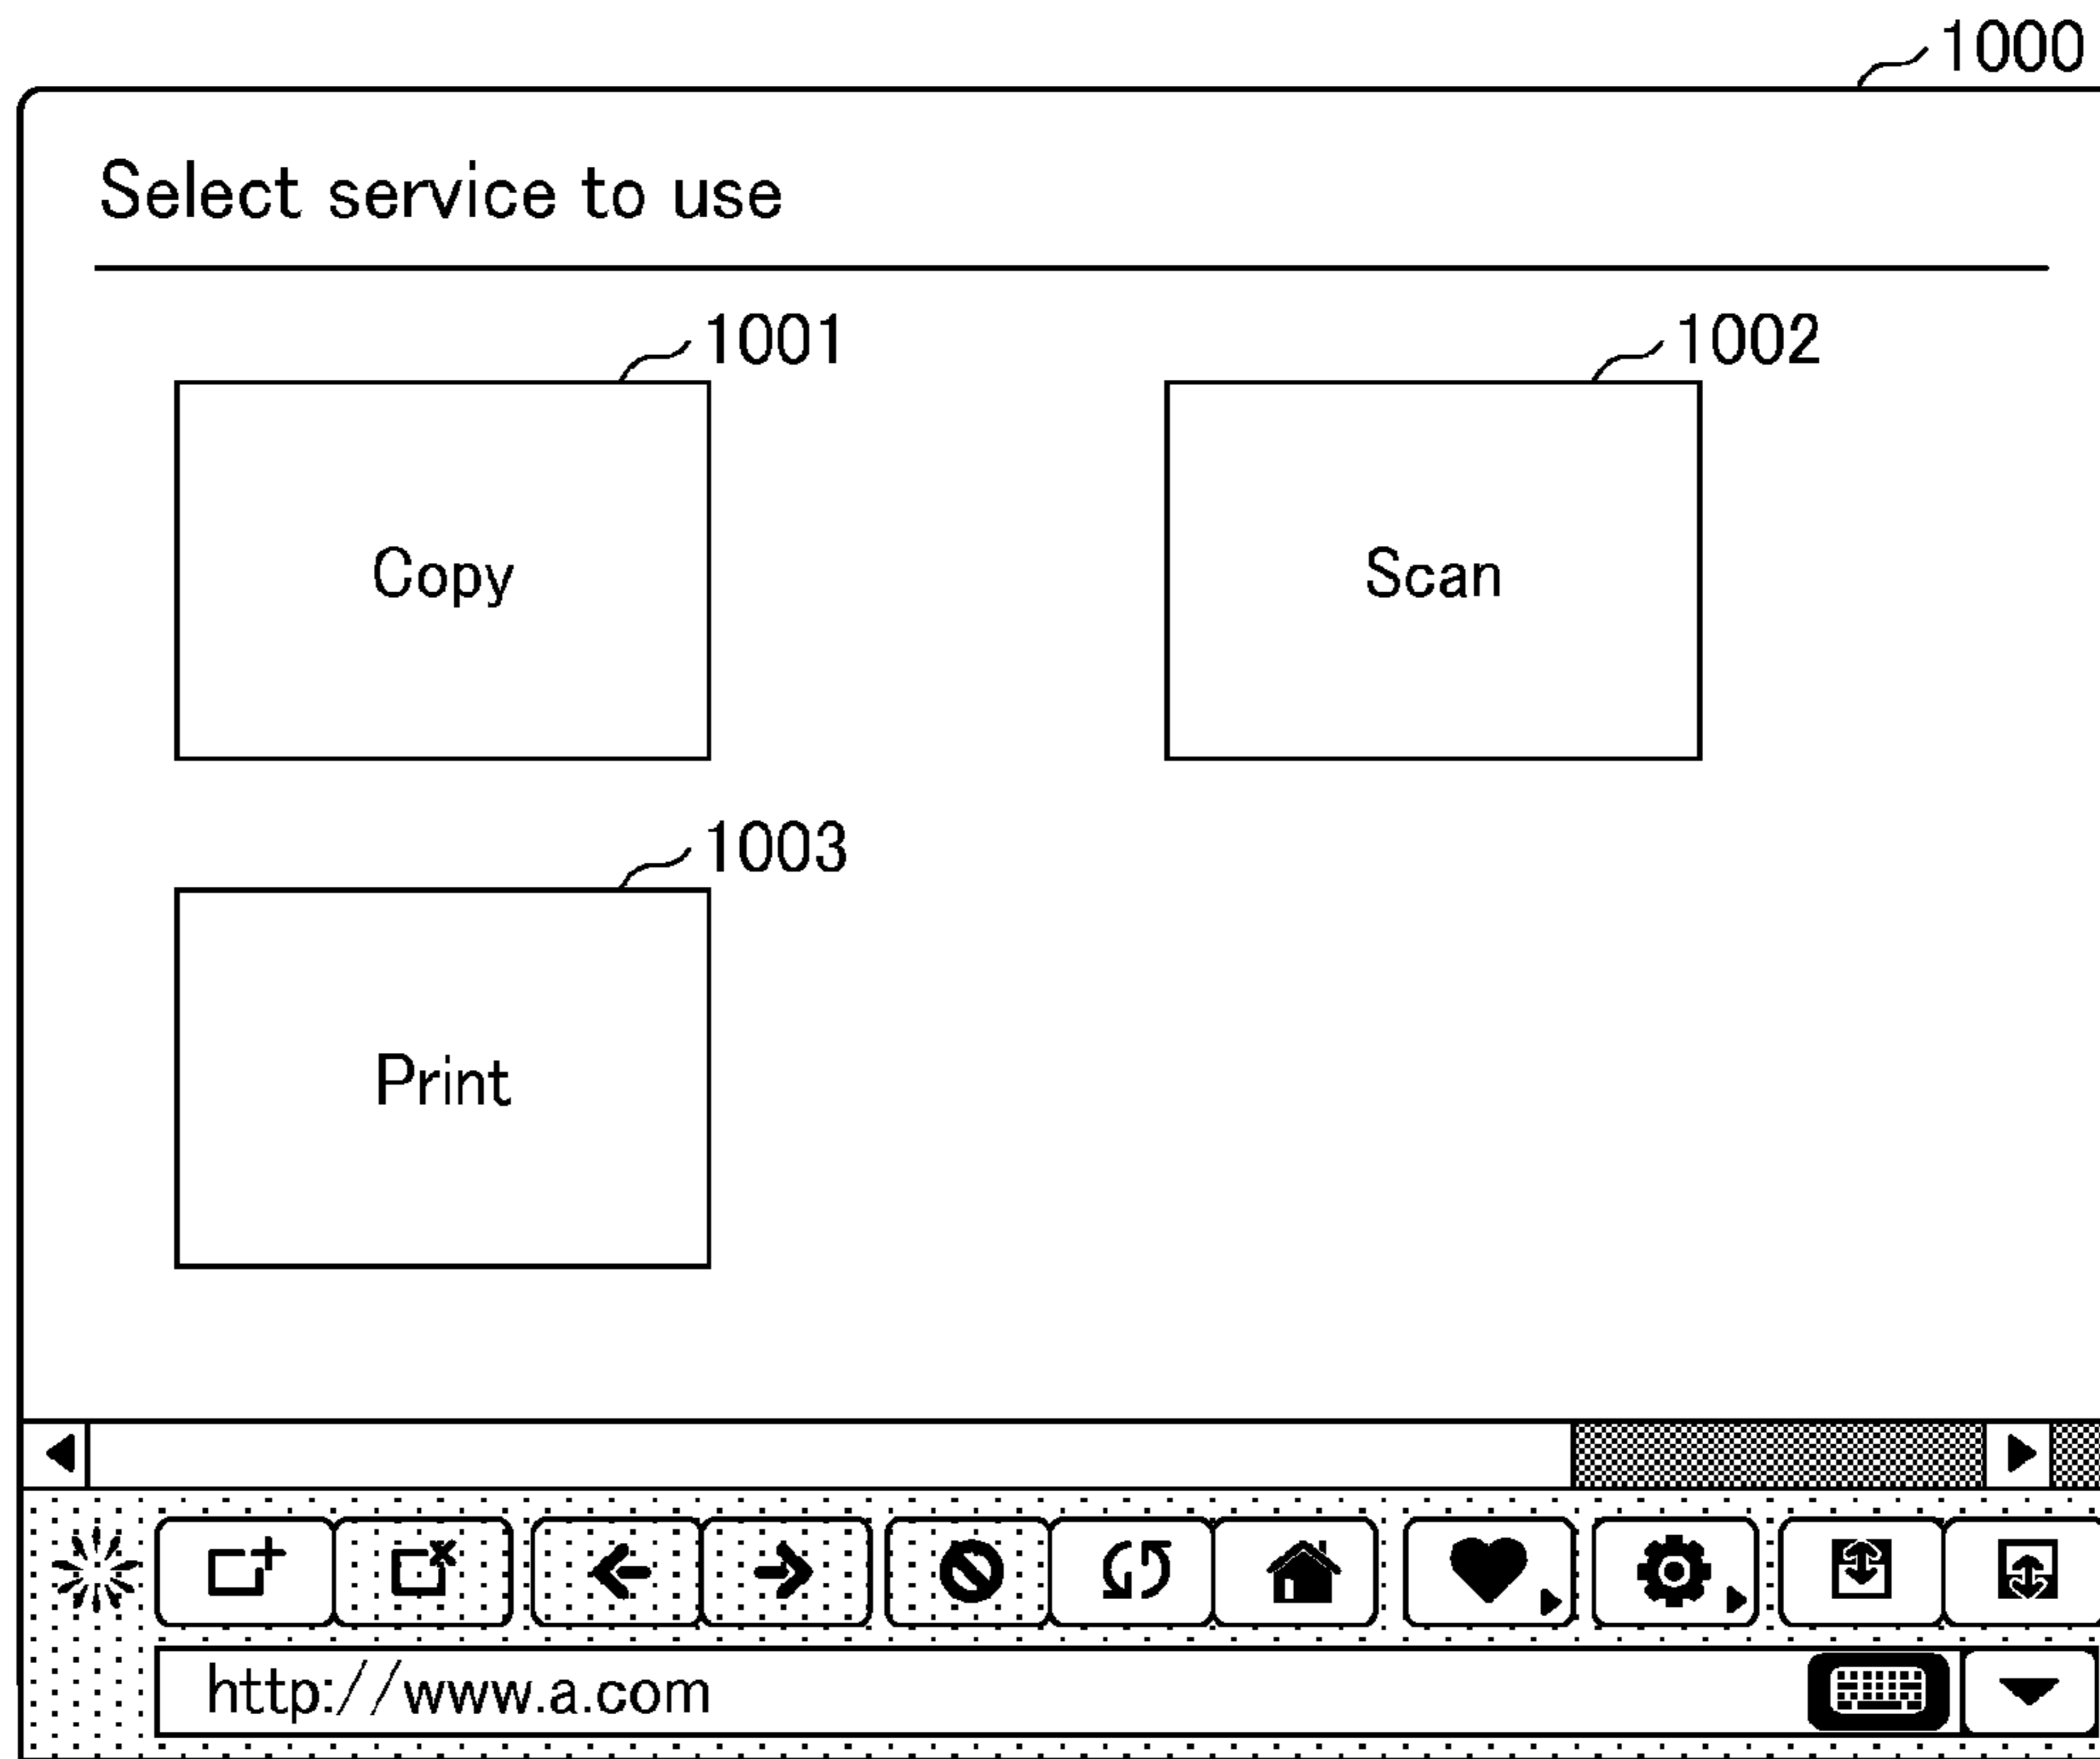 1000
Select service to use
1001
1002
Copy
Scan
1003
Print
http://www.a.com